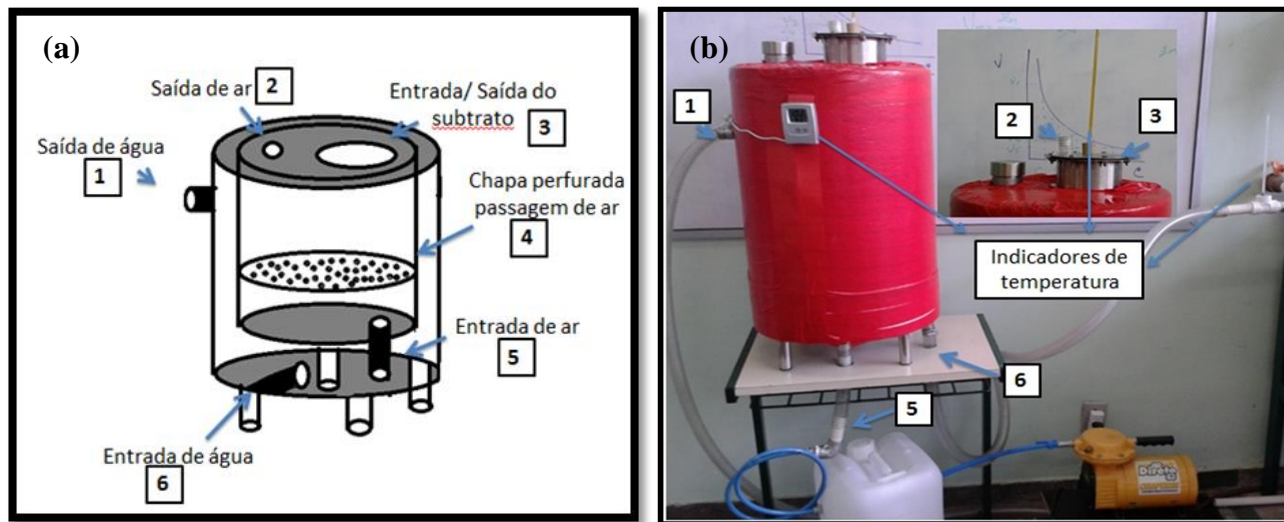 (a)
Saída de ar 2
Entrada/ Saída do
subtrato 3
Saída de água
1
Chapa perfurada
passagem de ar
4
Entrada de ar
5
Entrada de água
6
(b)
1
2
3
Indicadores de
temperatura
6
5
Direto